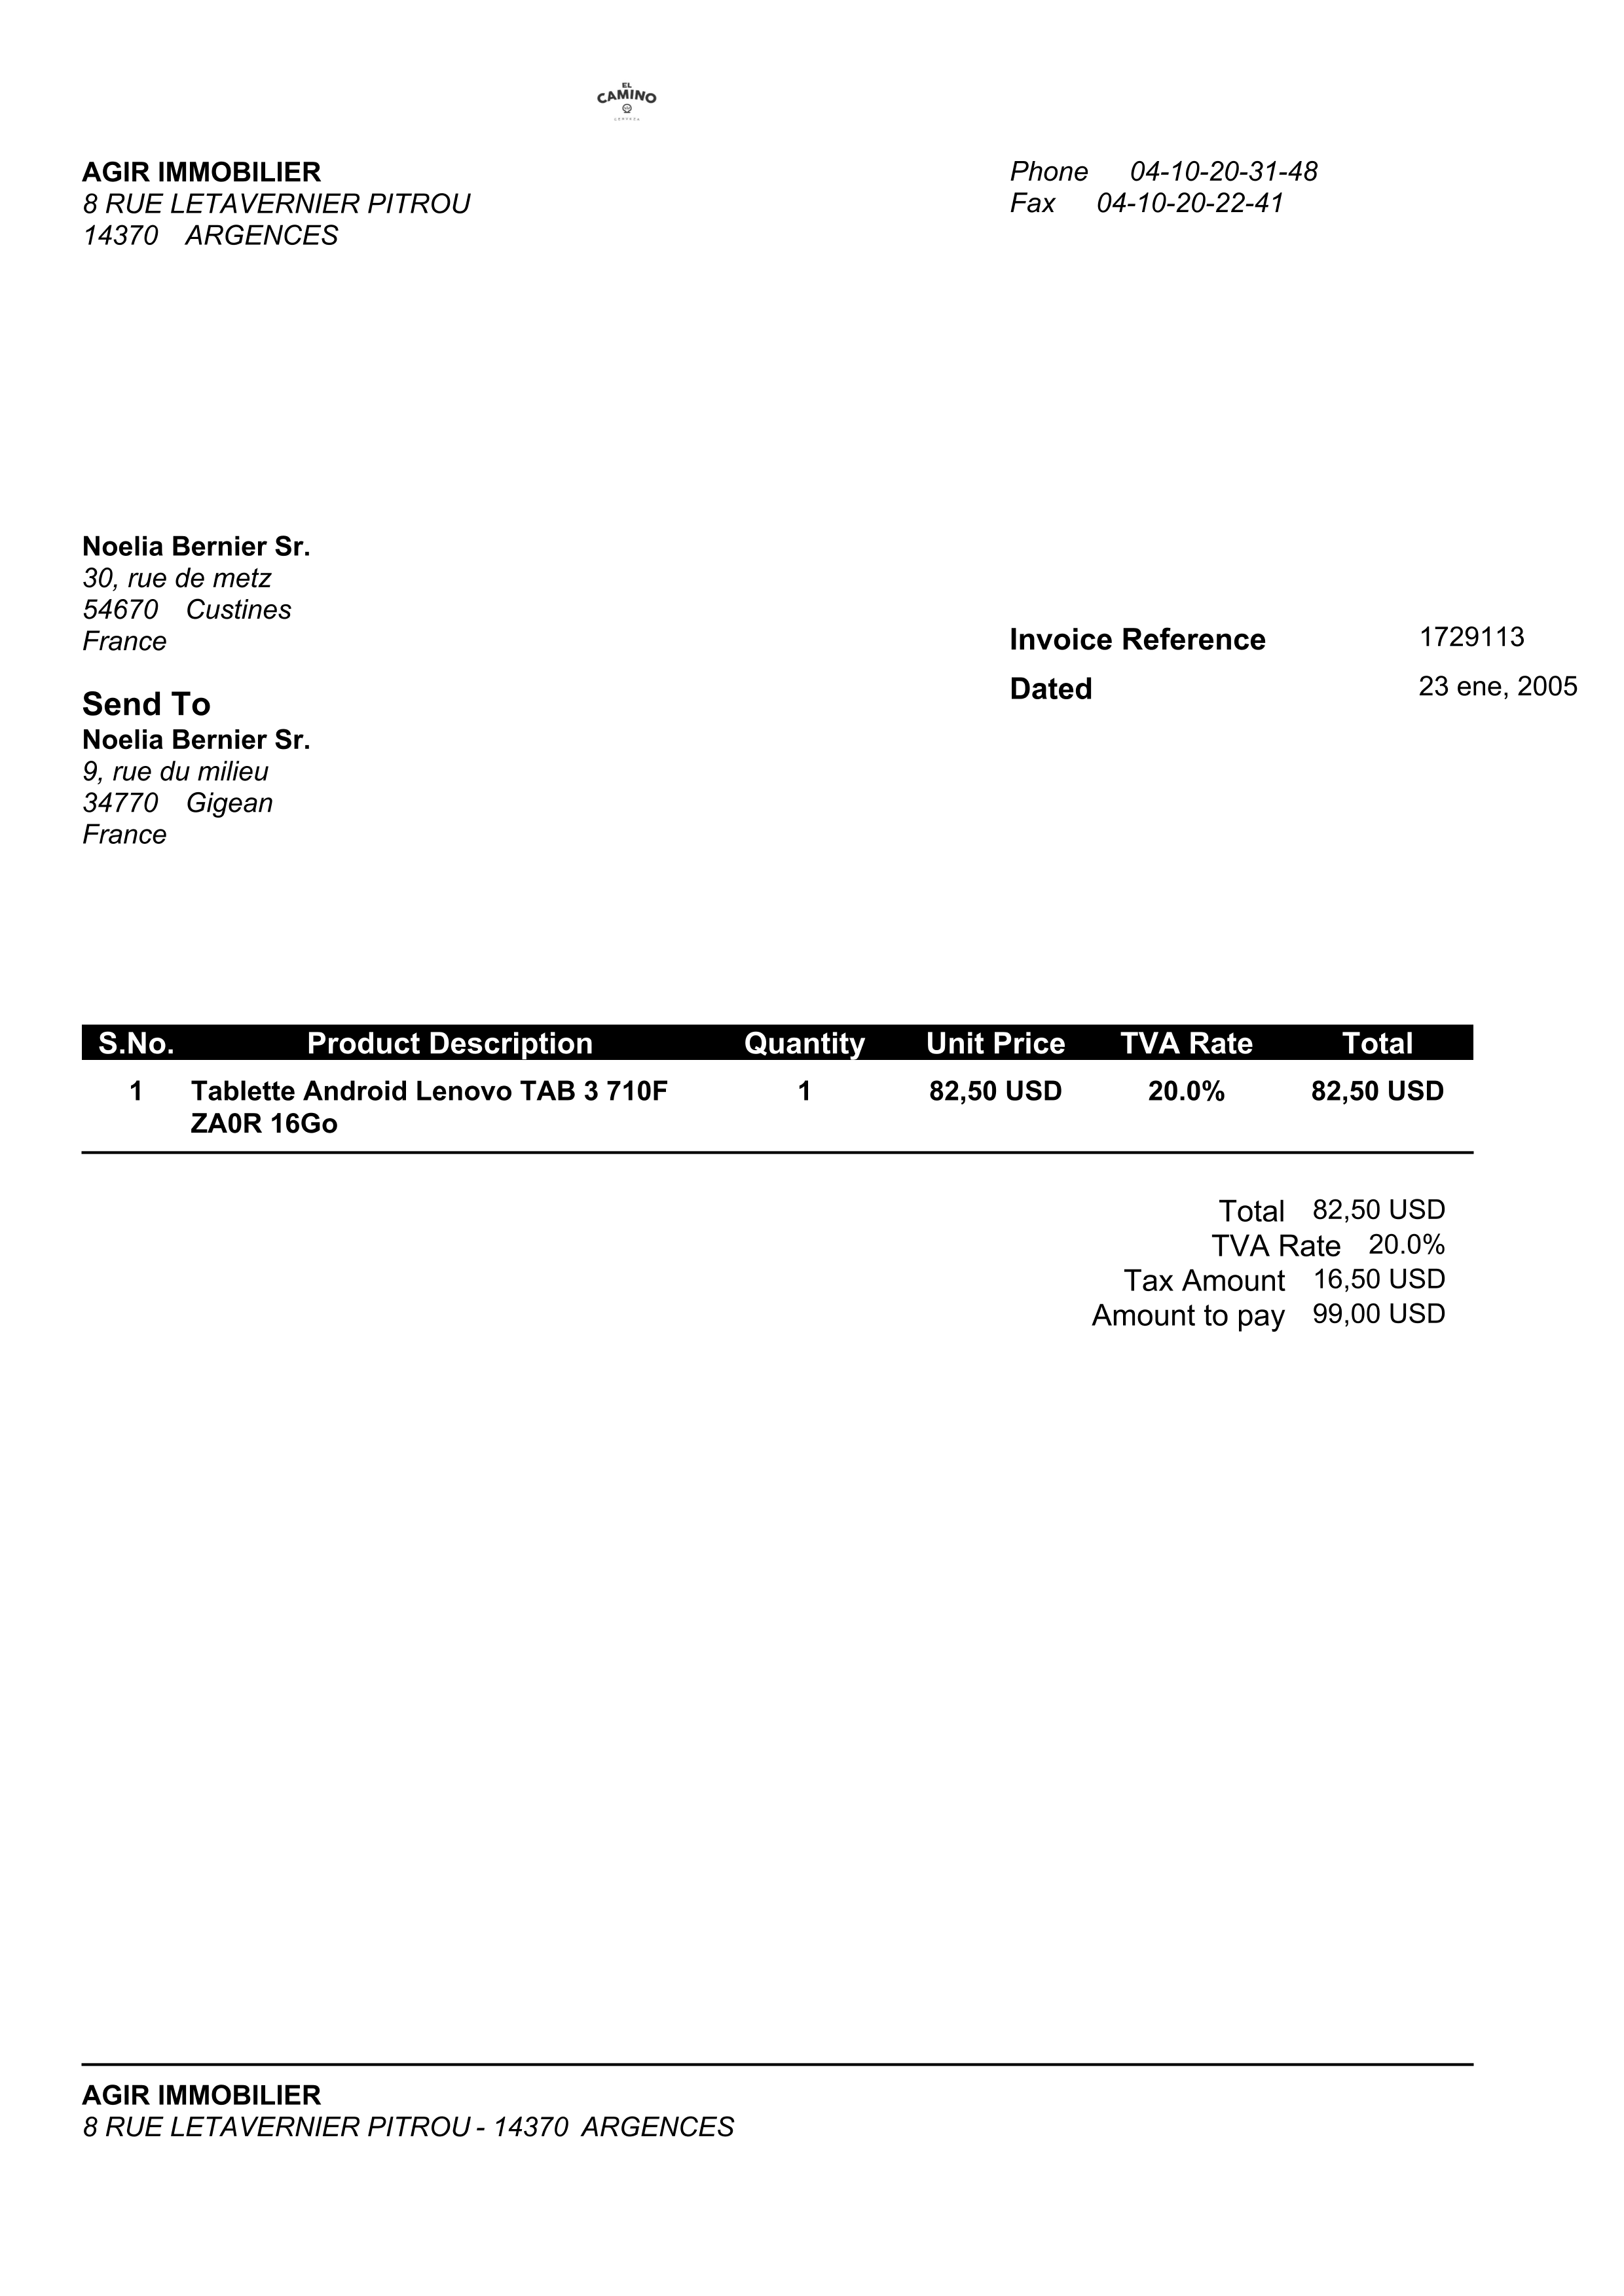 EL
CAMINO
CERVEZA
AGIR IMMOBILIER
8 RUE LETAVERNIER PITROU
14370 ARGENCES
Phone 04-10-20-31-48
Fax 04-10-20-22-41
Noelia Bernier Sr.
30, rue de metz
54670 Custines
France
Send To
Noelia Bernier Sr.
9, rue du milieu
34770 Gigean
France
Invoice Reference 1729113
Dated 23 ene, 2005
S.No. Product Description Quantity Unit Price TVA Rate Total
1 Tablette Android Lenovo TAB 3 710F 1 82,50 USD 20.0% 82,50 USD
ZA0R 16Go
Total 82,50 USD
TVA Rate 20.0%
Tax Amount 16,50 USD
Amount to pay 99,00 USD
AGIR IMMOBILIER
8 RUE LETAVERNIER PITROU - 14370 ARGENCES